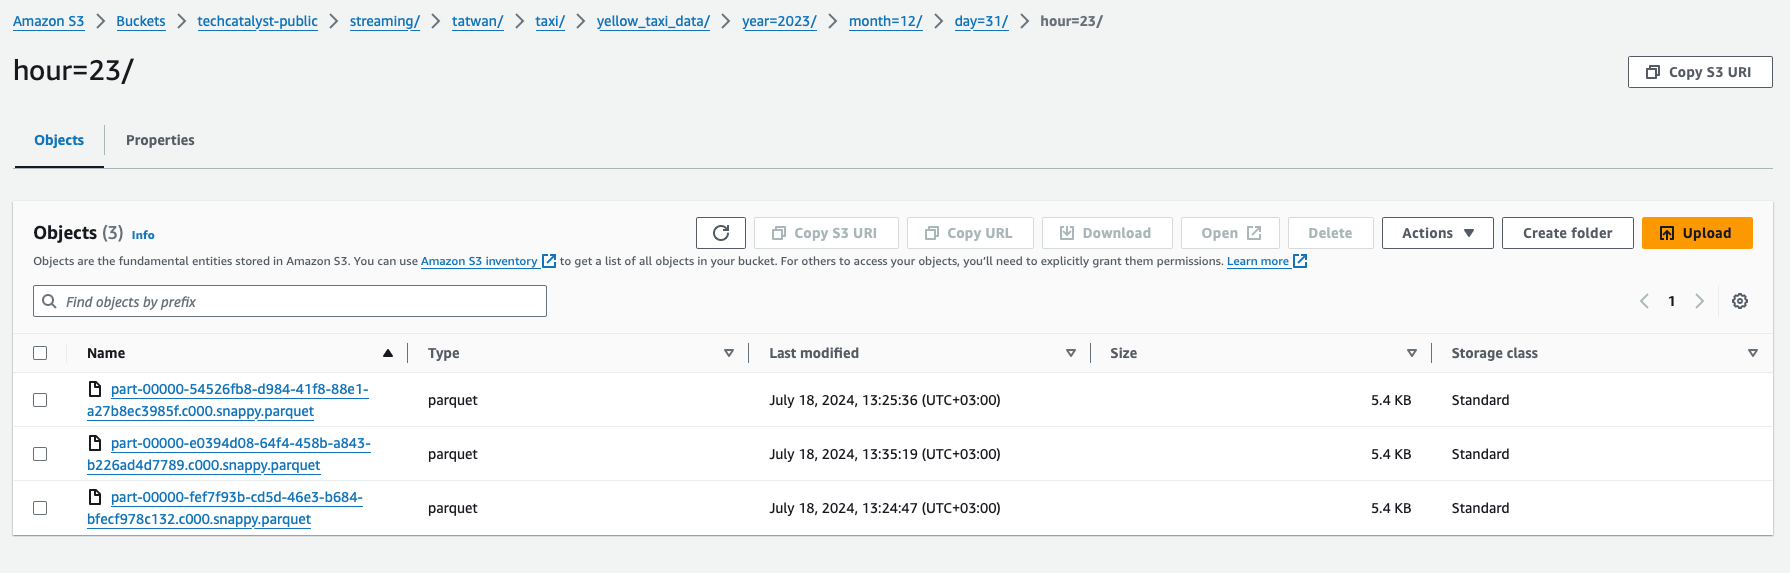 Amazon S3 > Buckets > techcatalyst-public > streaming/ > tatwan/ > taxi/ > yellow_taxi_data/ > year=2023/ > month=12/ > day=31/ > hour=23/
hour=23/
Copy S3 URI
Objects Properties
Objects (3) Info
Copy S3 URI Copy URL Download Open Delete Actions Create folder Upload
Objects are the fundamental entities stored in Amazon S3. You can use Amazon S3 inventory to get a list of all objects in your bucket. For others to access your objects, you'll need to explicitly grant them permissions. Learn more
Find objects by prefix
1
Name Type Last modified Size Storage class
part-00000-54526fb8-d984-41f8-88e1-
a27b8ec3985f.c000.snappy.parquet
parquet July 18, 2024, 13:25:36 (UTC+03:00) 5.4 KB Standard
part-00000-e0394d08-64f4-458b-a843-
b226ad4d7789.c000.snappy.parquet
parquet July 18, 2024, 13:35:19 (UTC+03:00) 5.4 KB Standard
part-00000-fef7f93b-cd5d-46e3-b684-
bfecf978c132.c000.snappy.parquet
parquet July 18, 2024, 13:24:47 (UTC+03:00) 5.4 KB Standard